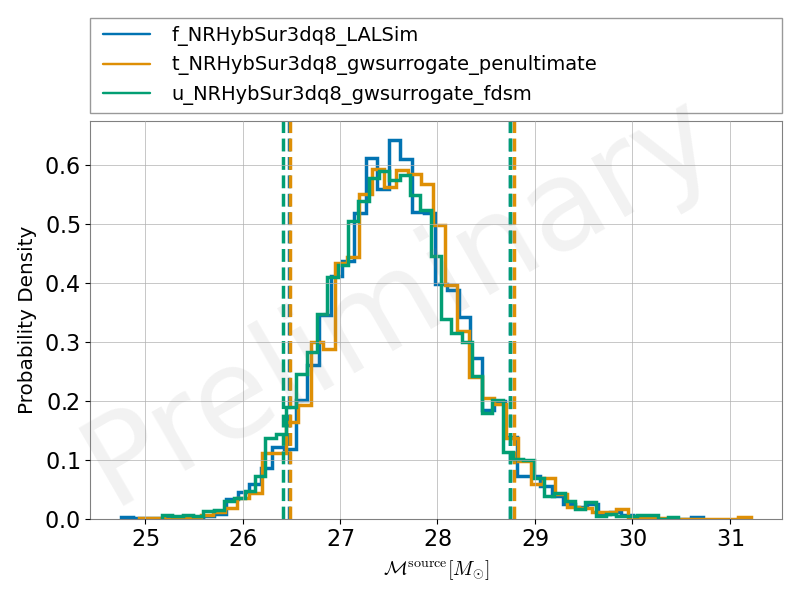 f_NRHybSur3dq8_LALSim
t_NRHybSur3dq8_gwsurrogate_penultimate
u_NRHybSur3dq8_gwsurrogate_fdsm
Preliminary
Probability Density
0.6
0.5
0.4
0.3
0.2
0.1
0.0
25 26 27 28 29 30 31
ℳ^source[M_⊙]